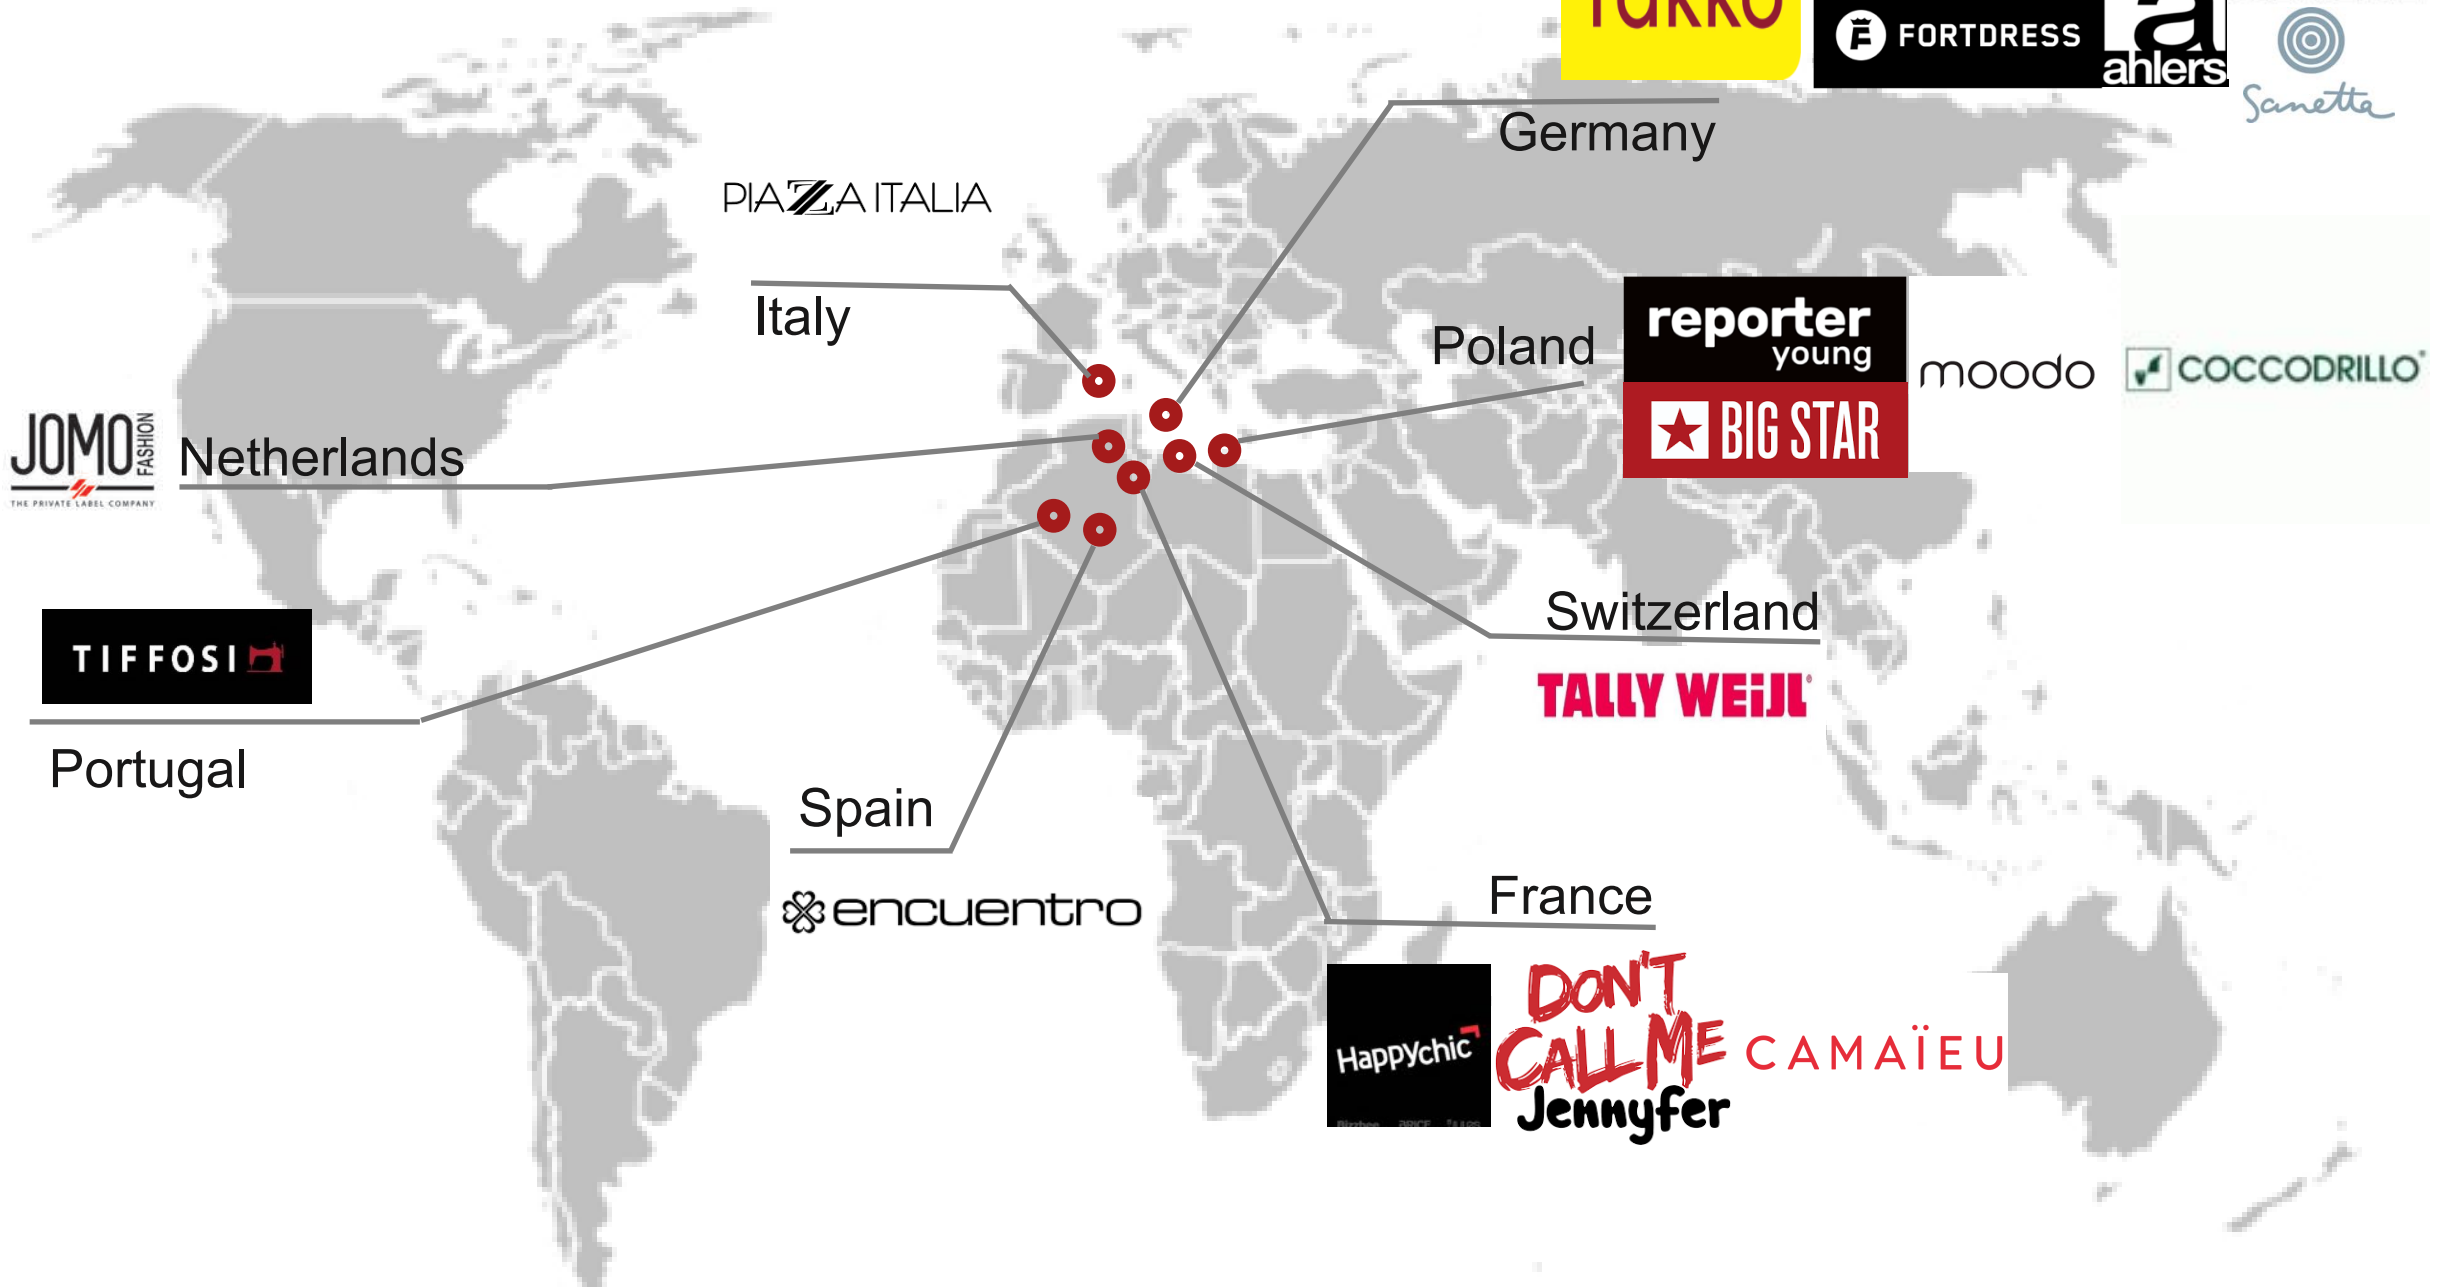 takko
FORTDRESS
a
ahlers
Sanetta
Germany
PIAZZA ITALIA
Italy
Poland
reporter
young
moodo
COCCODRILLO®
BIG STAR
JOMO
FASHION
THE PRIVATE LABEL COMPANY
Netherlands
TIFFOSI
Portugal
Switzerland
TALLY WEiJL®
Spain
encuentro
France
Happychic
DON'T
CALL ME
Jennyfer
CAMAÏEU